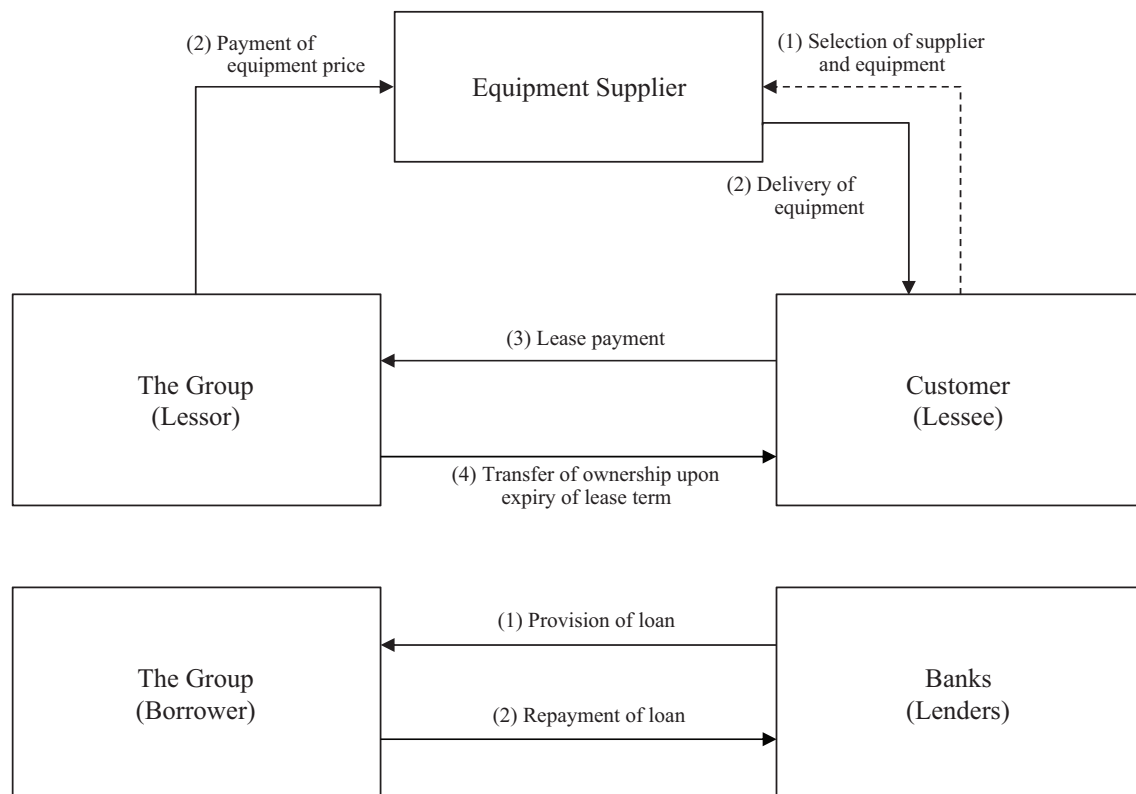 (2) Payment of
equipment price
Equipment Supplier
(1) Selection of supplier
and equipment
(2) Delivery of
equipment
The Group
(Lessor)
(3) Lease payment
(4) Transfer of ownership upon
expiry of lease term
Customer
(Lessee)
The Group
(Borrower)
(1) Provision of loan
(2) Repayment of loan
Banks
(Lenders)